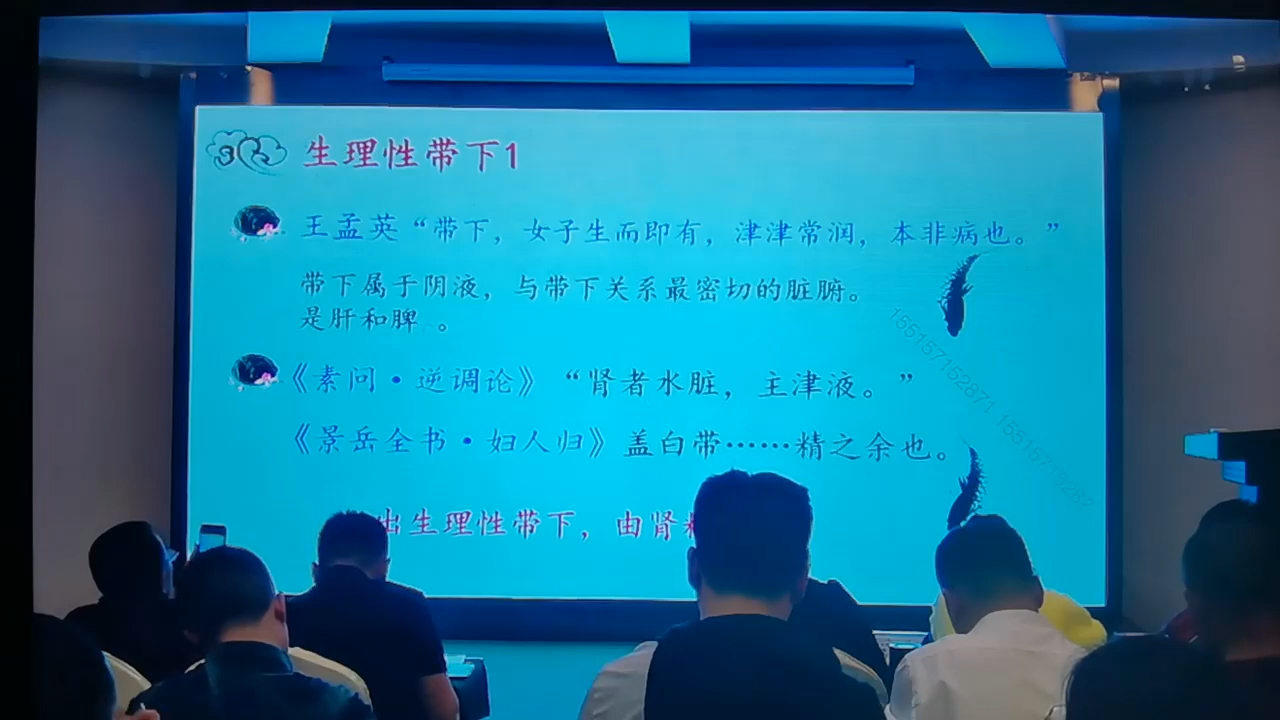 生理性带下1
王孟英“带下，女子生而即有，津津常润，本非病也。”
带下属于阴液，与带下关系最密切的脏腑。
是肝和脾 。
《素问·逆调论》“肾者水脏，主津液。”
《景岳全书·妇人归》盖白带……精之余也。
出生理性带下，由肾